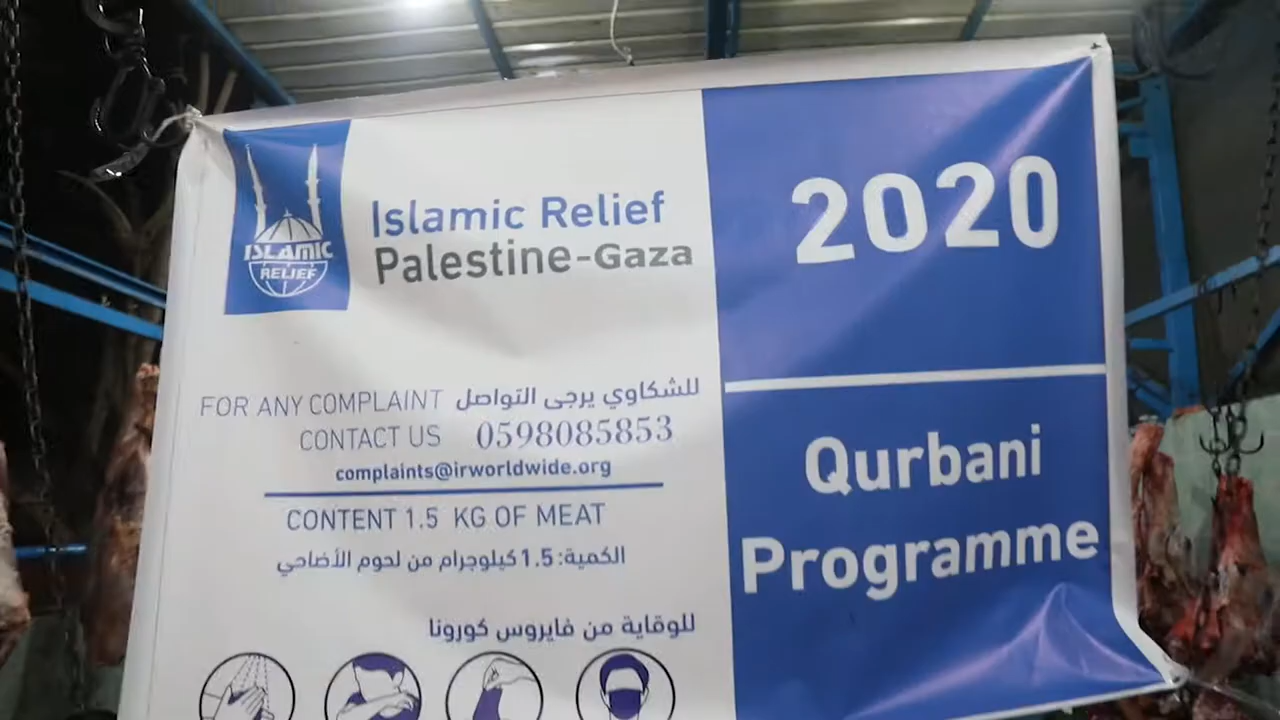 ISLAMIC
RELIEF
Islamic Relief
Palestine-Gaza
FOR ANY COMPLAINT
CONTACT US
للشكاوي يرجى التواصل
0598085853
complaints@irworldwide.org
CONTENT 1.5 KG OF MEAT
الكمية: 1.5 كيلوجرام من لحوم الأضاحي
للوقاية من فايروس كورونا
2020
Qurbani
Programme